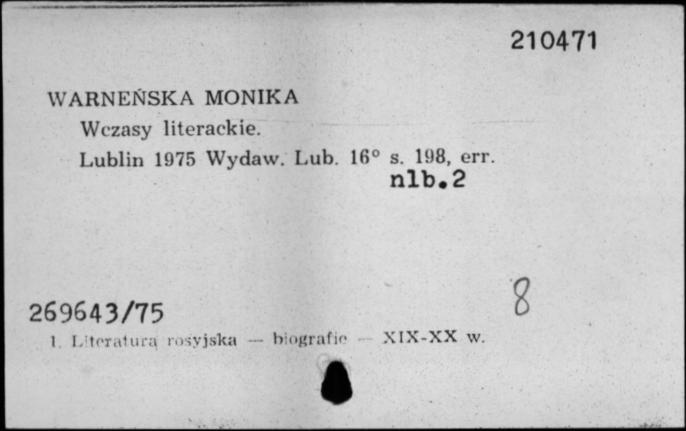 210471
WARNEŃSKA MONIKA
Wczasy literackie.
Lublin 1975 Wydaw. Lub. 16° s. 198, err.
nlb.2
8
269643/75
1. Literatura rosyjska — biografie — XIX-XX w.